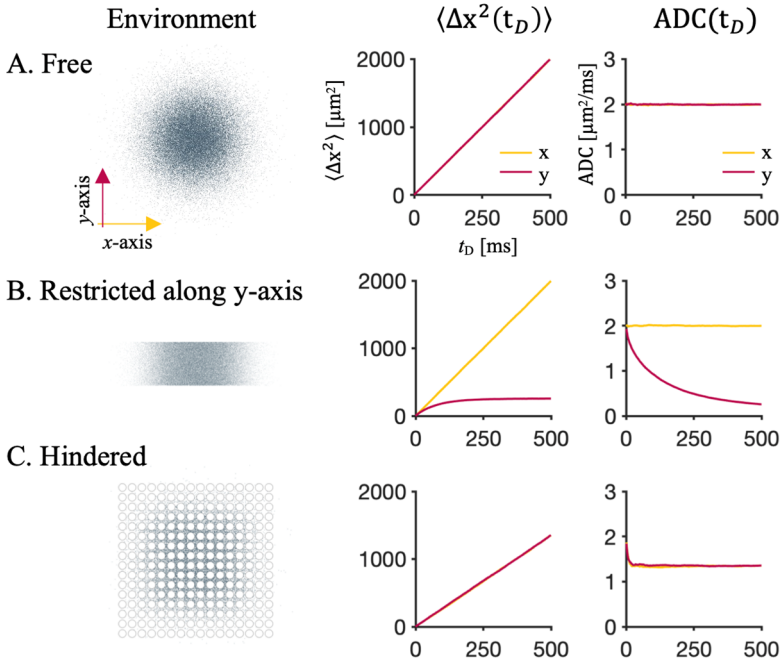 Environment
⟨Δx²(t_D)⟩
ADC(t_D)
A. Free
y-axis
x-axis
⟨Δx²⟩ [μm²]
2000
1000
0
x
y
0 250 500
t_D [ms]
ADC [μm²/ms]
3
2
1
0
x
y
0 250 500
B. Restricted along y-axis
2000
1000
0
0 250 500
3
2
1
0
0 250 500
C. Hindered
2000
1000
0
0 250 500
3
2
1
0
0 250 500